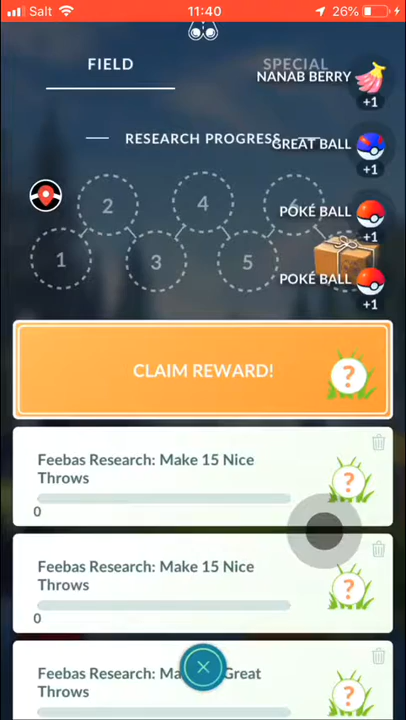 Salt
11:40
26%
FIELD
SPECIAL
NANAB BERRY
+1
RESEARCH PROGRESS
GREAT BALL
+1
2
4
6
POKÉ BALL
+1
1
3
5
POKÉ BALL
+1
CLAIM REWARD!
?
Feebas Research: Make 15 Nice
Throws
?
0
Feebas Research: Make 15 Nice
Throws
?
0
Feebas Research: Ma Great
Throws
?